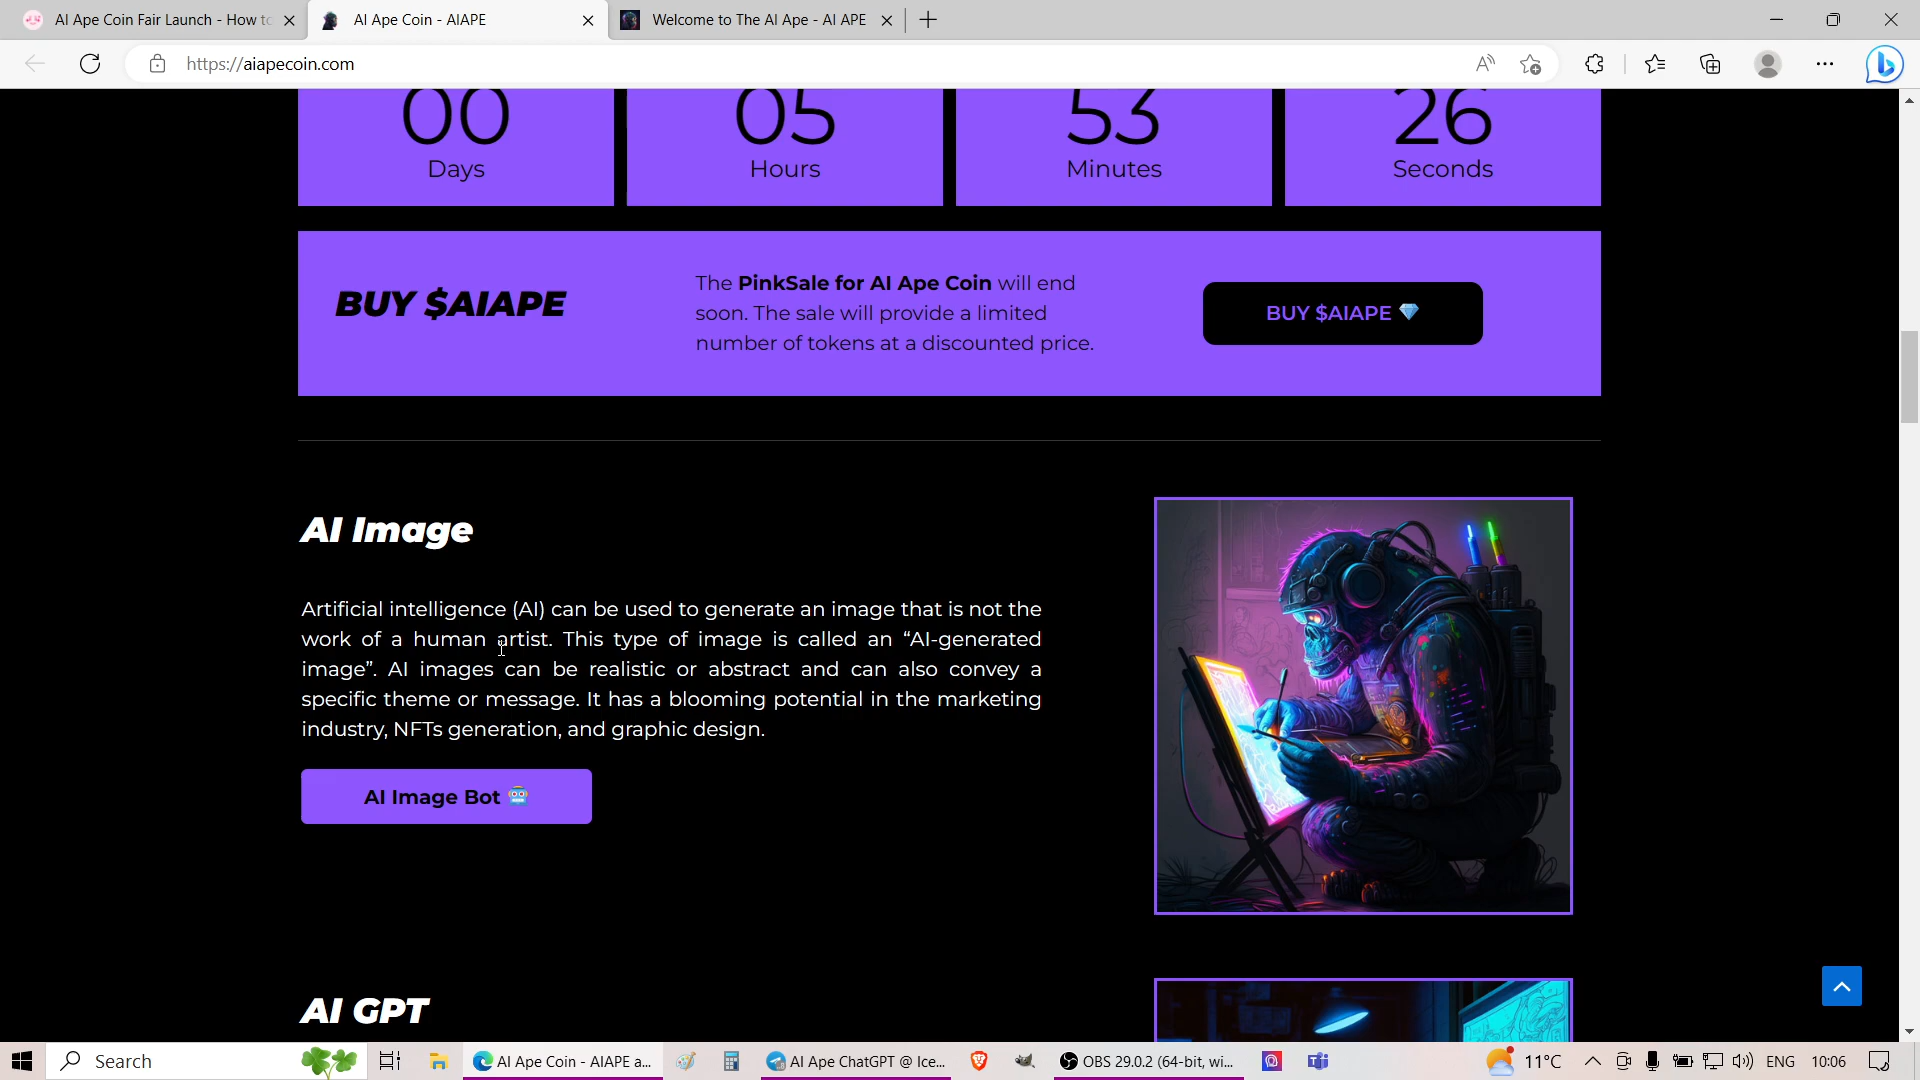 AI Ape Coin Fair Launch - How to
AI Ape Coin - AIAPE
Welcome to The AI Ape - AI APE
https://aiapecoin.com
00
05
53
26
Days
Hours
Minutes
Seconds
BUY $AIAPE
The PinkSale for AI Ape Coin will end
soon. The sale will provide a limited
number of tokens at a discounted price.
BUY $AIAPE
AI Image
Artificial intelligence (AI) can be used to generate an image that is not the
work of a human artist. This type of image is called an “AI-generated
image”. AI images can be realistic or abstract and can also convey a
specific theme or message. It has a blooming potential in the marketing
industry, NFTs generation, and graphic design.
AI Image Bot
AI GPT
Search
AI Ape Coin - AIAPE a...
AI Ape ChatGPT @ Ice...
OBS 29.0.2 (64-bit, wi...
11°C
ENG
10:06